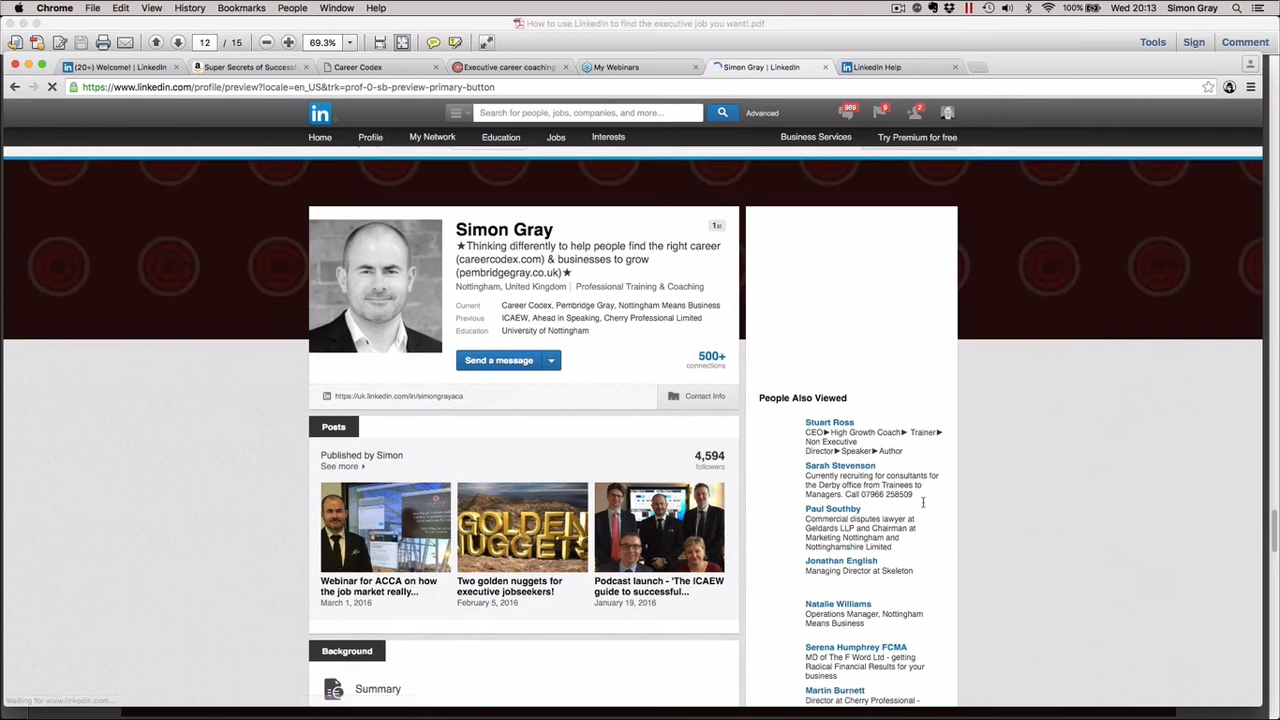 Chrome File Edit View History Bookmarks People Window Help
100% Wed 20:13 Simon Gray
How to use LinkedIn to find the executive job you want!.pdf
12 / 15 69.3% Tools Sign Comment
(20+) Welcome! | LinkedIn Super Secrets of Successf Career Codex Executive career coaching My Webinars Simon Gray | LinkedIn LinkedIn Help
https://www.linkedin.com/profile/preview?locale=en_US&trk=prof-0-sb-preview-primary-button
in Search for people, jobs, companies, and more... Advanced 989 9 2
Home Profile My Network Education Jobs Interests Business Services Try Premium for free
Simon Gray
1st
★Thinking differently to help people find the right career
(careercodex.com) & businesses to grow
(pembridgegray.co.uk)★
Nottingham, United Kingdom | Professional Training & Coaching
Current Career Codex, Pembridge Gray, Nottingham Means Business
Previous ICAEW, Ahead in Speaking, Cherry Professional Limited
Education University of Nottingham
Send a message
500+
connections
https://uk.linkedin.com/in/simongrayaca
Contact Info
Posts
Published by Simon
See more
4,594
followers
Webinar for ACCA on how
the job market really...
March 1, 2016
GOLDEN
NUGGETS
Two golden nuggets for
executive jobseekers!
February 5, 2016
Podcast launch - 'The ICAEW
guide to successful...
January 19, 2016
Background
Summary
People Also Viewed
Stuart Ross
CEO►High Growth Coach► Trainer►
Non Executive
Director►Speaker►Author
Sarah Stevenson
Currently recruiting for consultants for
the Derby office from Trainees to
Managers. Call 07966 258509
Paul Southby
Commercial disputes lawyer at
Geldards LLP and Chairman at
Marketing Nottingham and
Nottinghamshire Limited
Jonathan English
Managing Director at Skeleton
Natalie Williams
Operations Manager, Nottingham
Means Business
Serena Humphrey FCMA
MD of The F Word Ltd - getting
Radical Financial Results for your
business
Martin Burnett
Director at Cherry Professional -
Waiting for www.linkedin.com...